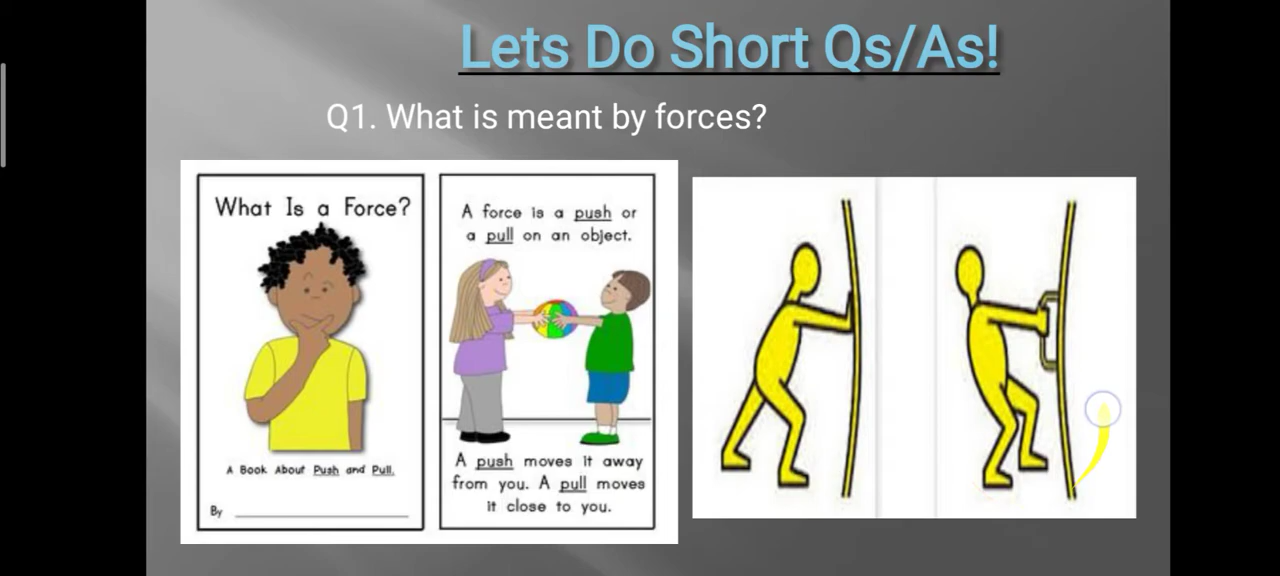 Lets Do Short Qs/As!
Q1. What is meant by forces?
What Is a Force?
A Book About Push and Pull.
By
A force is a push or
a pull on an object.
A push moves it away
from you. A pull moves
it close to you.